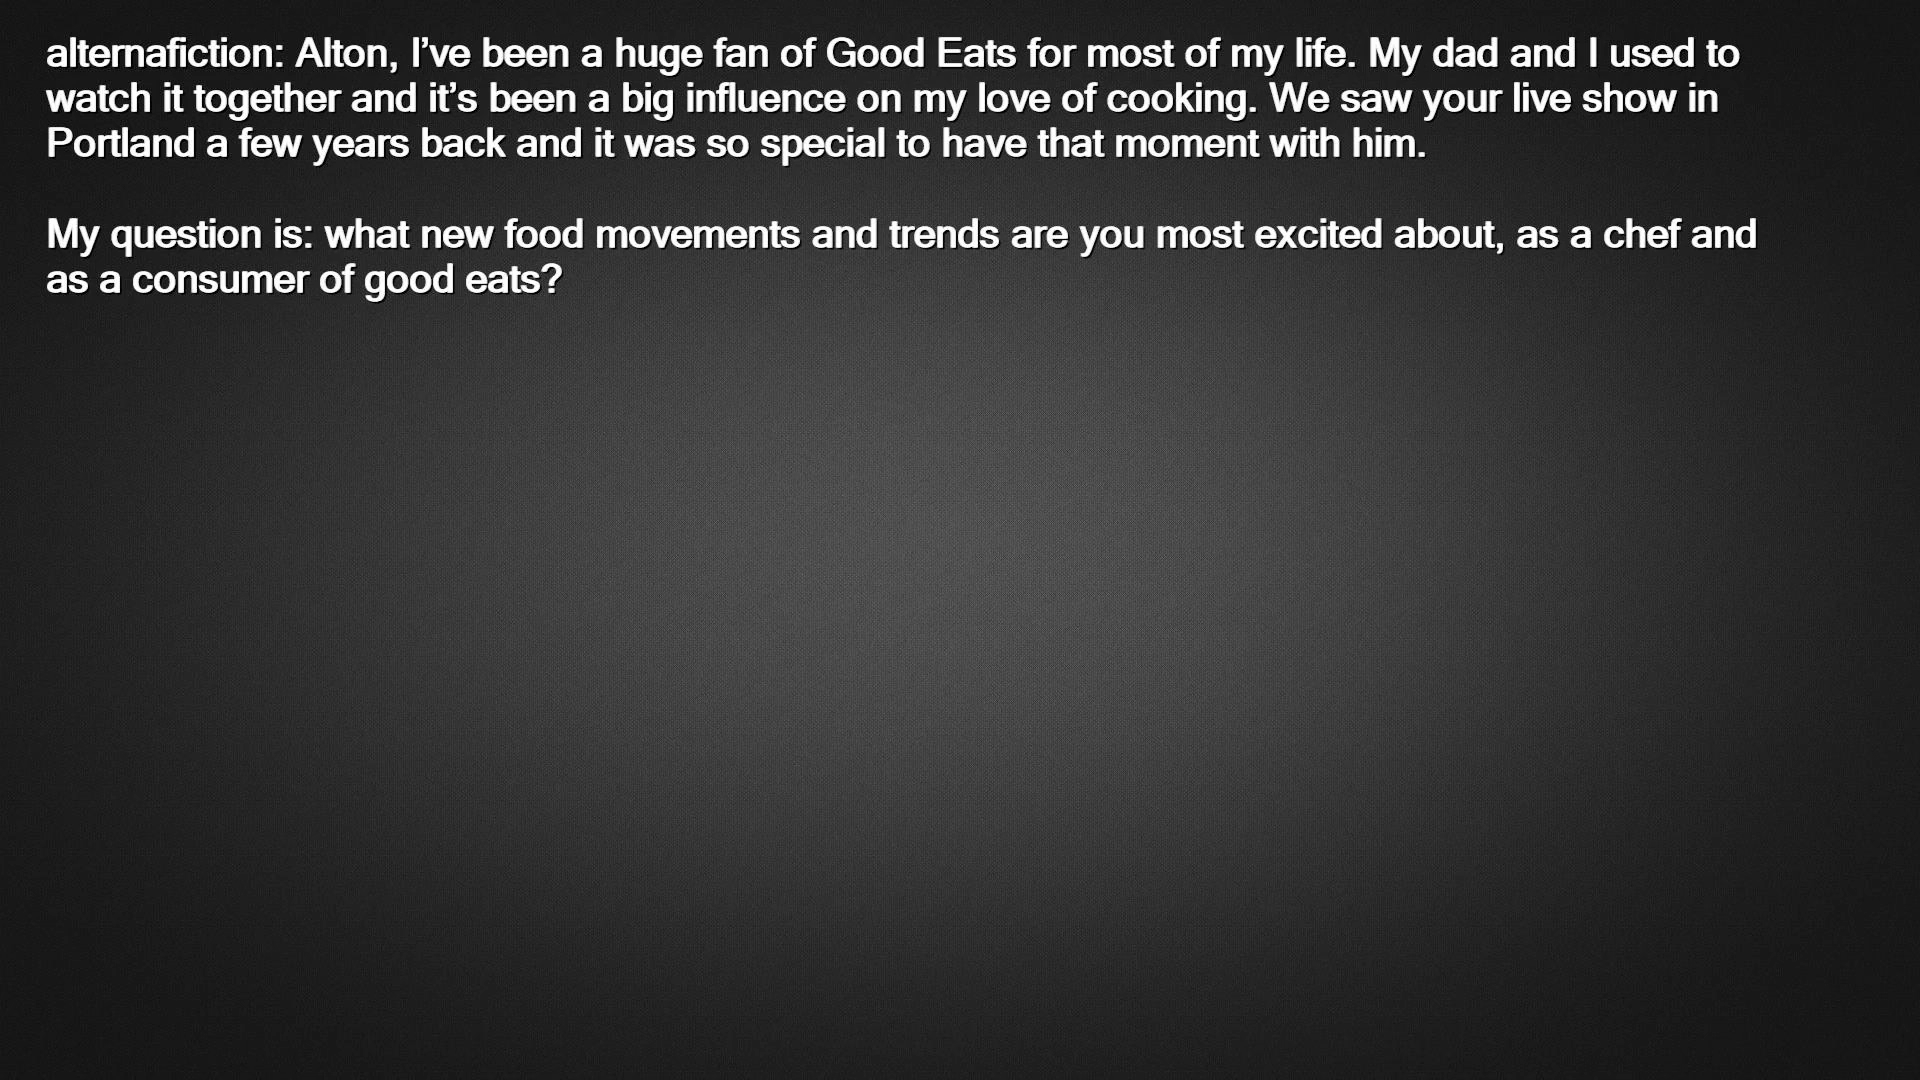 alternafiction: Alton, I’ve been a huge fan of Good Eats for most of my life. My dad and I used to
watch it together and it’s been a big influence on my love of cooking. We saw your live show in
Portland a few years back and it was so special to have that moment with him.
My question is: what new food movements and trends are you most excited about, as a chef and
as a consumer of good eats?